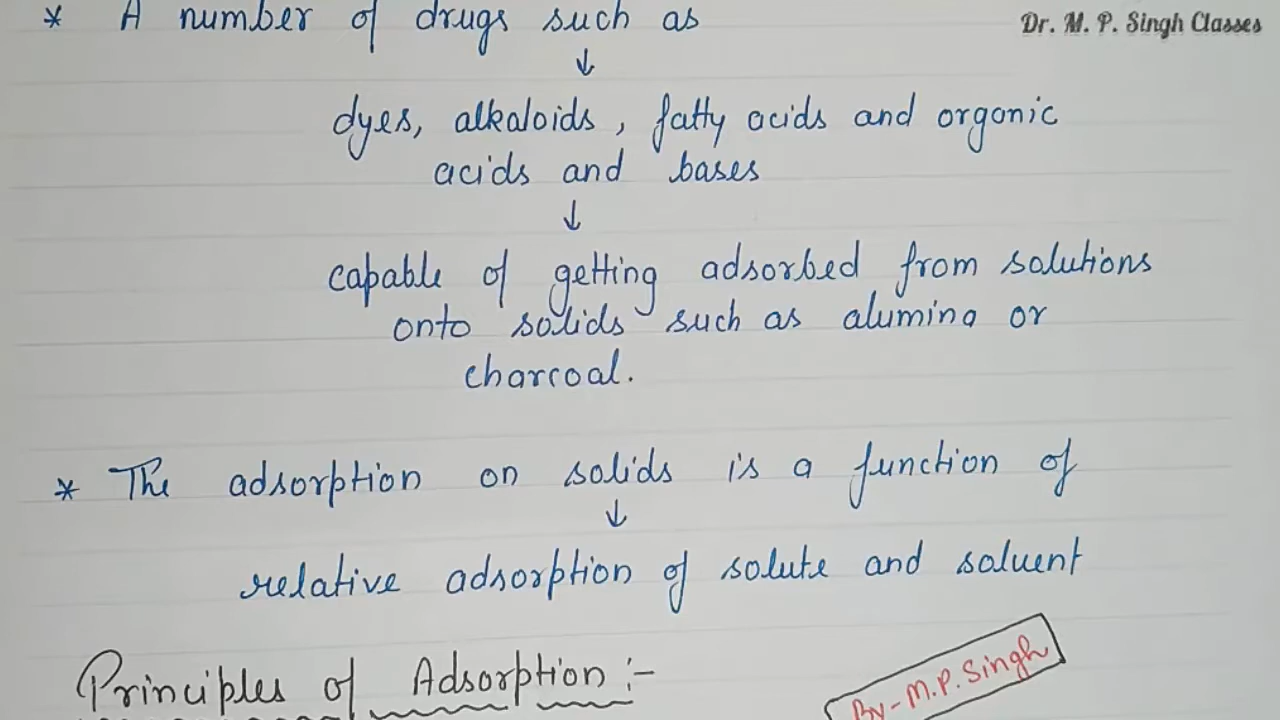 * A number of drugs such as
Dr. M. P. Singh Classes
↓
dyes, alkaloids, fatty acids and organic
acids and bases
↓
capable of getting adsorbed from solutions
onto solids such as alumina or
charcoal.
* The adsorption on solids is a function of
↓
relative adsorption of solute and solvent
Principles of Adsorption :-
By - M.P. Singh